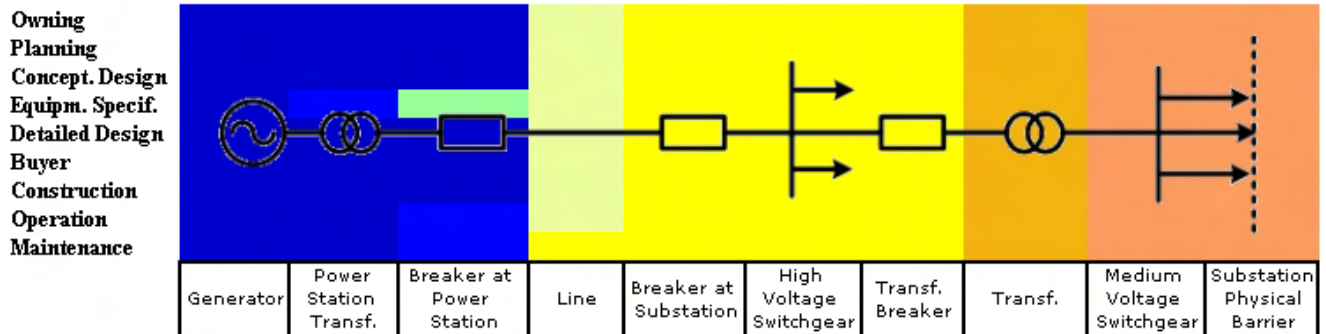 Owning
Planning
Concept. Design
Equipm. Specif.
Detailed Design
Buyer
Construction
Operation
Maintenance
Generator
Power
Station
Transf.
Breaker at
Power
Station
Line
Breaker at
Substation
High
Voltage
Switchgear
Transf.
Breaker
Transf.
Medium
Voltage
Switchgear
Substation
Physical
Barrier